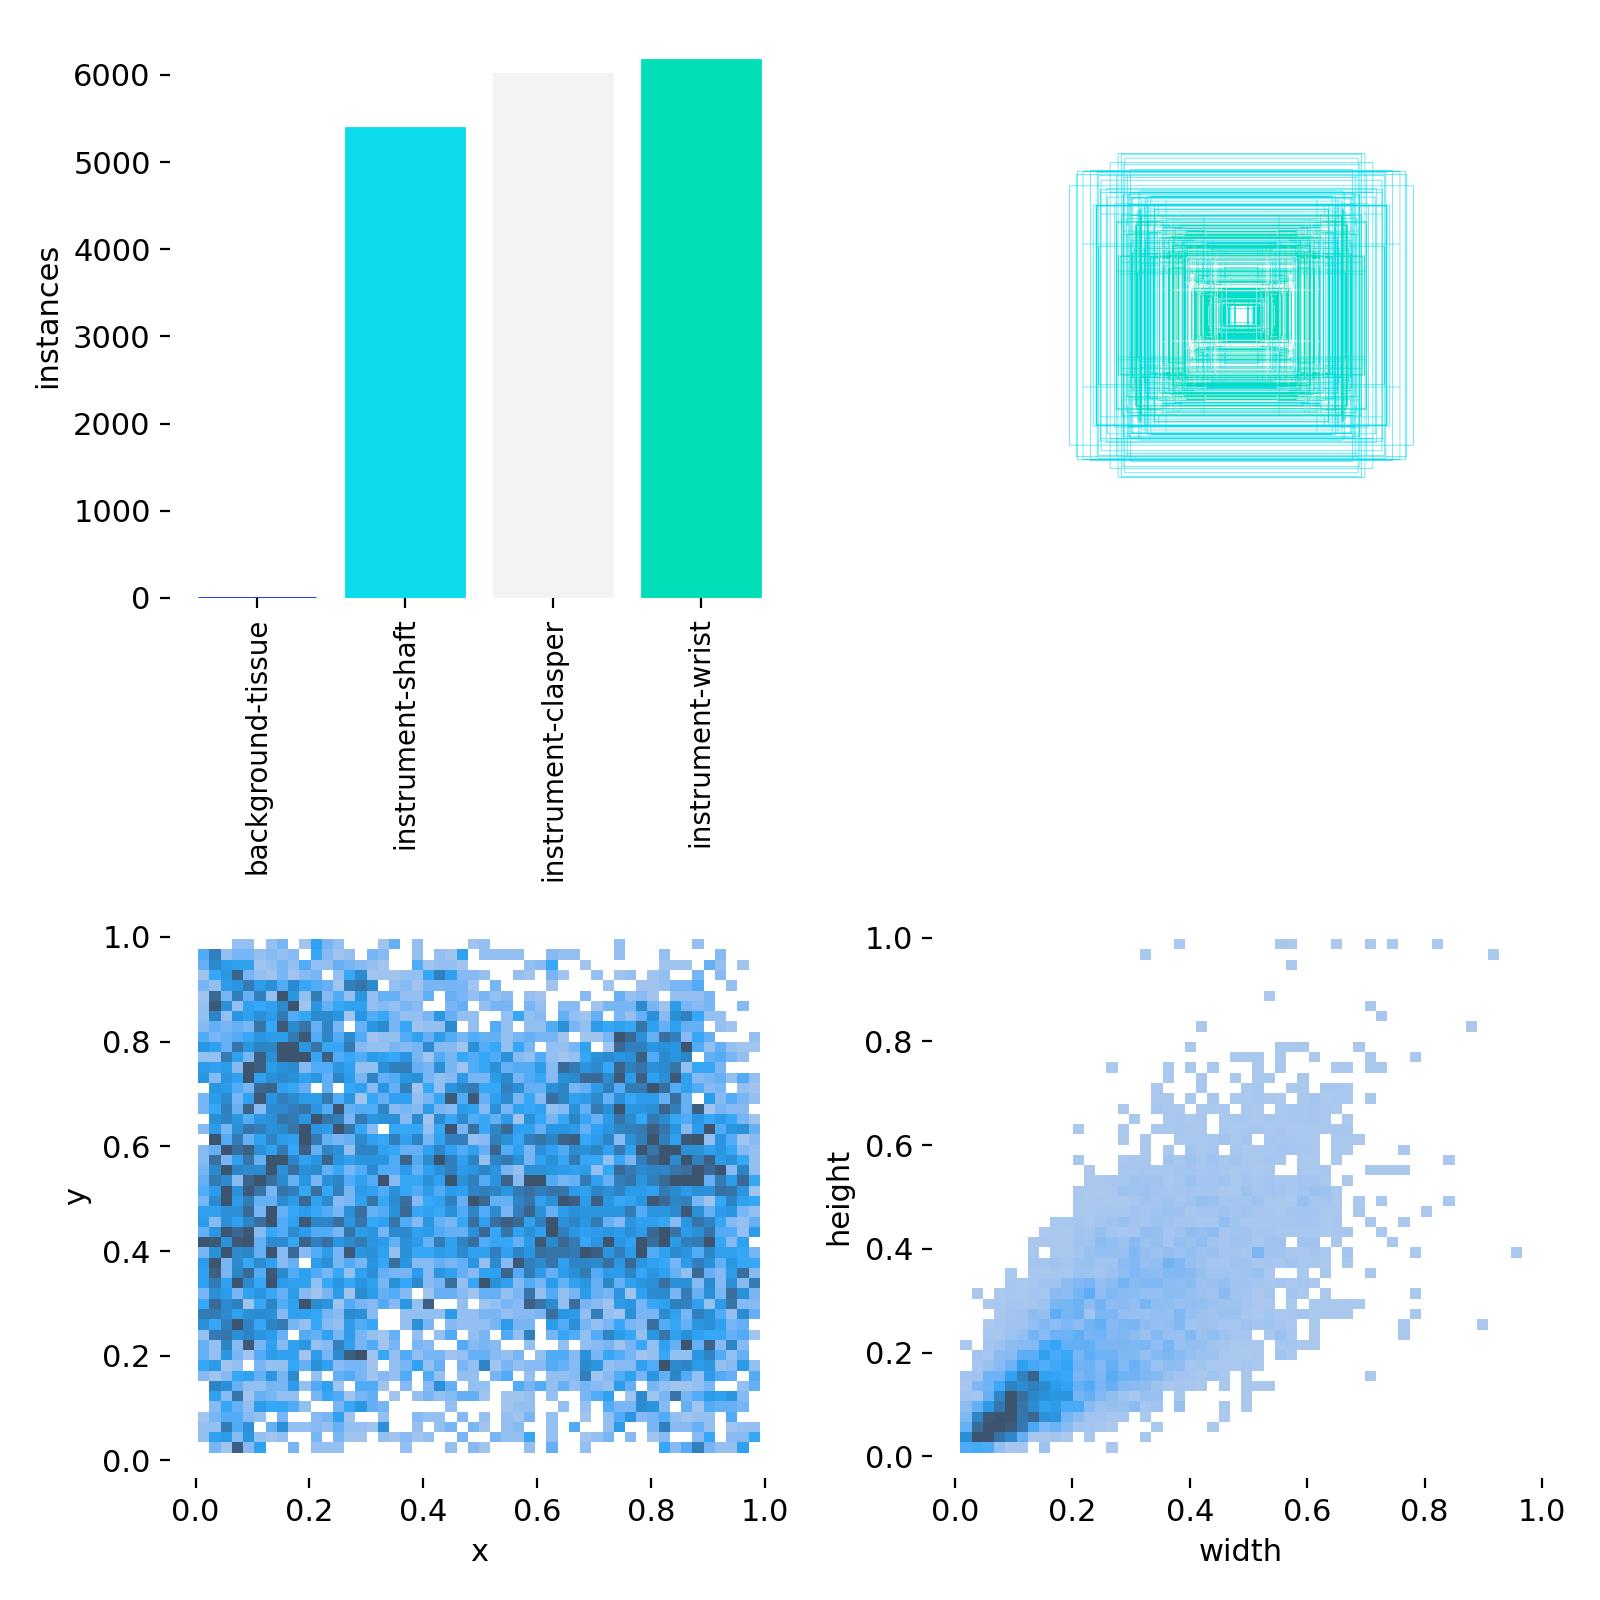 instances
6000
5000
4000
3000
2000
1000
0
background-tissue
instrument-shaft
instrument-clasper
instrument-wrist
y
1.0
0.8
0.6
0.4
0.2
0.0
0.0 0.2 0.4 0.6 0.8 1.0
x
height
1.0
0.8
0.6
0.4
0.2
0.0
0.0 0.2 0.4 0.6 0.8 1.0
width